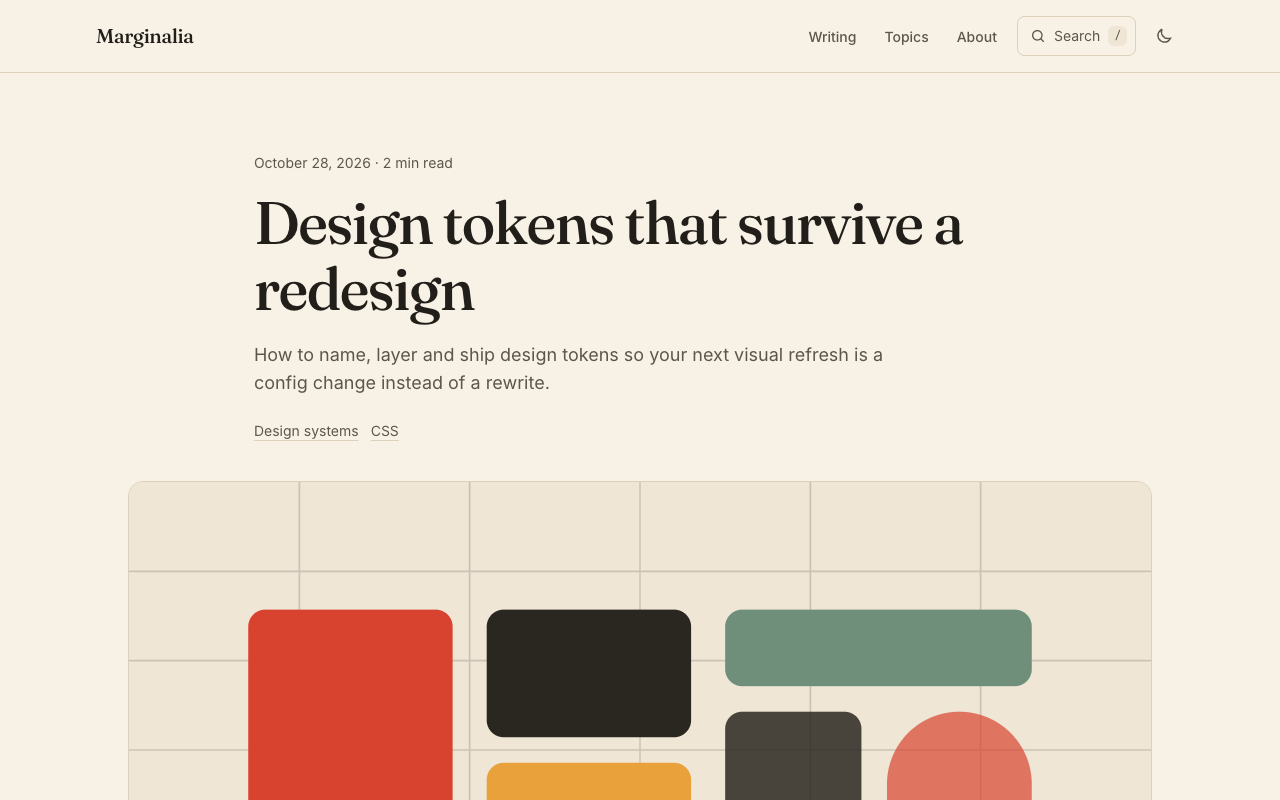 Marginalia
Writing Topics About Search /
October 28, 2026 · 2 min read
Design tokens that survive a
redesign
How to name, layer and ship design tokens so your next visual refresh is a
config change instead of a rewrite.
Design systems CSS